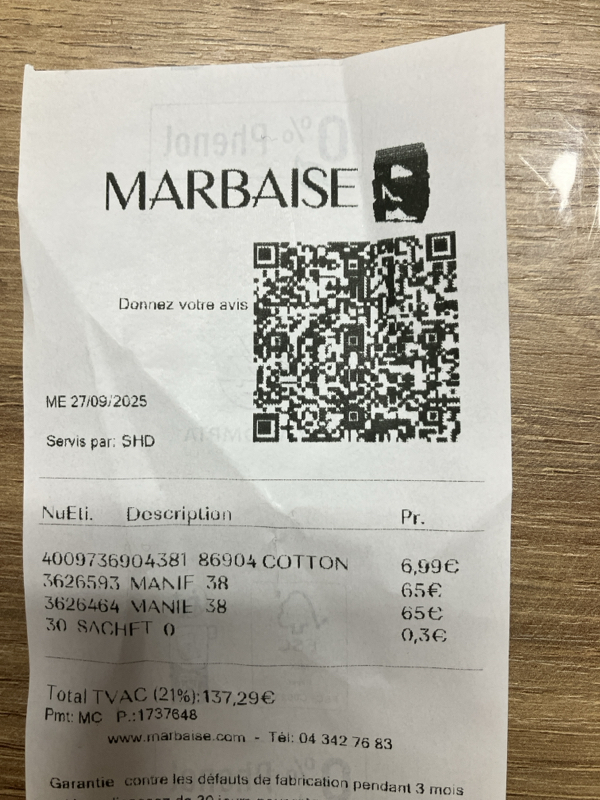 MARBAISE
Donnez votre avis
ME 27/09/2025
Servis par: SHD
NuEti. Description Pr.
4009736904381 86904 COTTON 6,99€
3626593 MANIF 38 65€
3626464 MANIE 38 65€
30 SACHET 0 0,3€
Total TVAC (21%): 137,29€
Pmt: MC P.:1737648
www.marbaise.com - Tél: 04 342 76 83
Garantie contre les défauts de fabrication pendant 3 mois